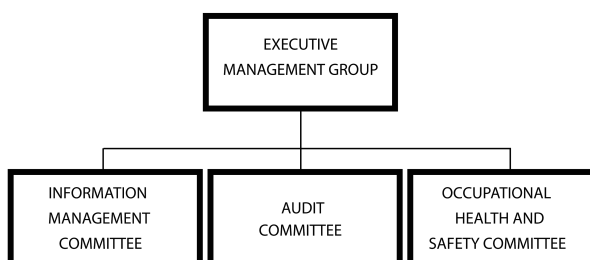 EXECUTIVE
MANAGEMENT GROUP
INFORMATION
MANAGEMENT
COMMITTEE
AUDIT
COMMITTEE
OCCUPATIONAL
HEALTH AND
SAFETY COMMITTEE